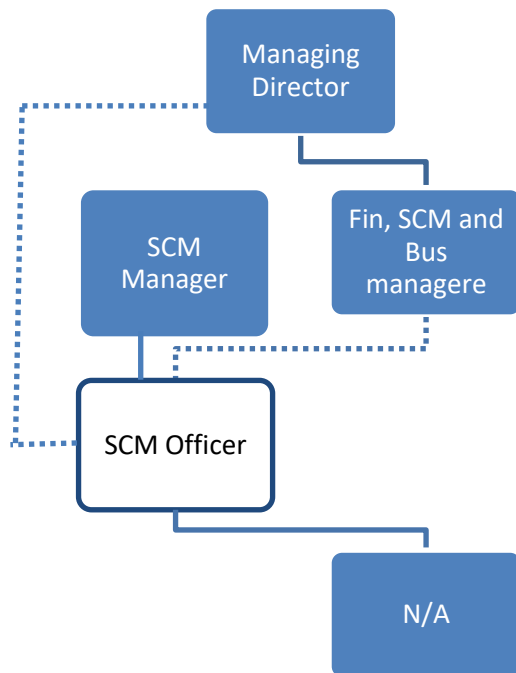 Managing
Director
Fin, SCM and
Bus
managere
SCM
Manager
SCM Officer
N/A